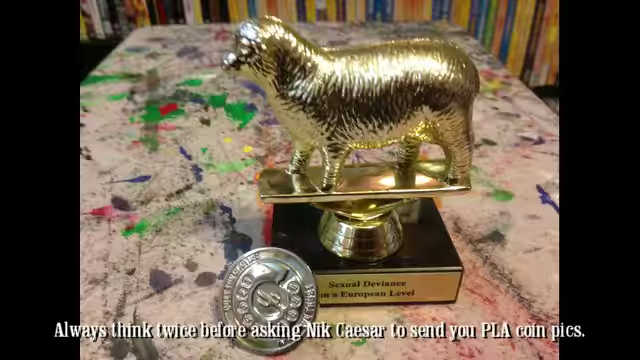 Sexual Deviance
European Level
Always think twice before asking Nik Caesar to send you PLA coin pics.